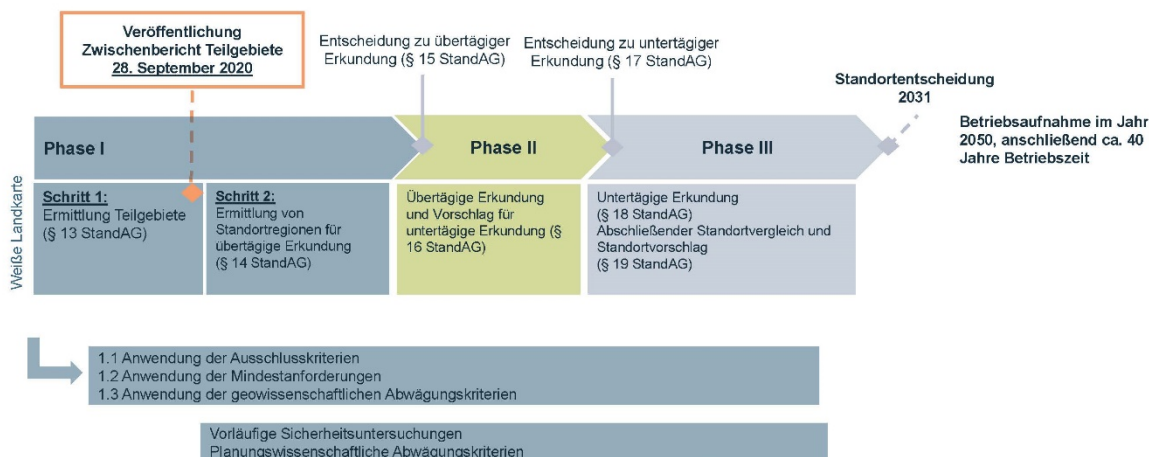 Veröffentlichung
Zwischenbericht Teilgebiete
28. September 2020
Entscheidung zu übertägiger
Erkundung (§ 15 StandAG)
Entscheidung zu untertägiger
Erkundung (§ 17 StandAG)
Standortentscheidung
2031
Betriebsaufnahme im Jahr
2050, anschließend ca. 40
Jahre Betriebszeit
Phase I
Phase II
Phase III
Weiße Landkarte
Schritt 1:
Ermittlung Teilgebiete
(§ 13 StandAG)
Schritt 2:
Ermittlung von
Standortregionen für
übertägige Erkundung
(§ 14 StandAG)
Übertägige Erkundung
und Vorschlag für
untertägige Erkundung (§
16 StandAG)
Untertägige Erkundung
(§ 18 StandAG)
Abschließender Standortvergleich und
Standortvorschlag
(§ 19 StandAG)
1.1 Anwendung der Ausschlusskriterien
1.2 Anwendung der Mindestanforderungen
1.3 Anwendung der geowissenschaftlichen Abwägungskriterien
Vorläufige Sicherheitsuntersuchungen
Planungswissenschaftliche Abwägungskriterien